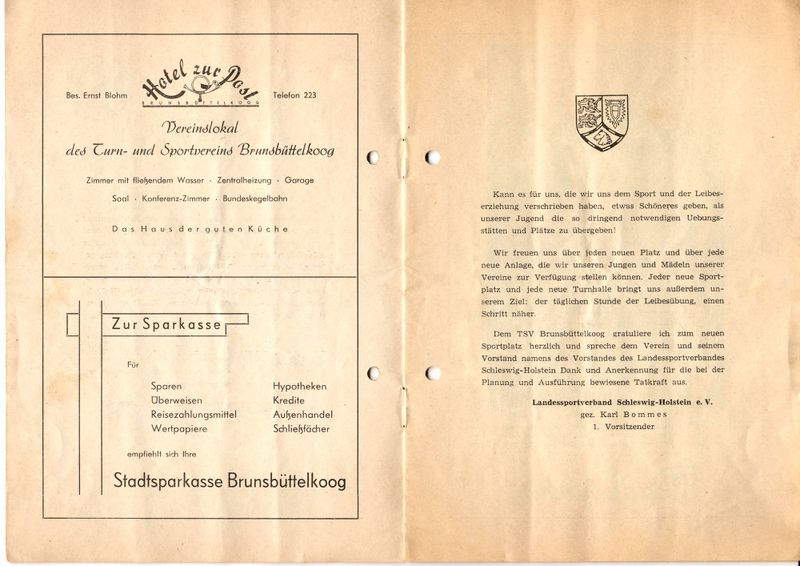 Hotel zur Post
BRUNSBÜTTELKOOG
Bes. Ernst Blohm
Telefon 223
Vereinslokal
des Turn- und Sportvereins Brunsbüttelkoog
Zimmer mit fließendem Wasser · Zentralheizung · Garage
Saal · Konferenz-Zimmer · Bundeskegelbahn
Das Haus der guten Küche
Zur Sparkasse
Für
Sparen
Überweisen
Reisezahlungsmittel
Wertpapiere
Hypotheken
Kredite
Außenhandel
Schließfächer
empfiehlt sich Ihre
Stadtsparkasse Brunsbüttelkoog
Kann es für uns, die wir uns dem Sport und der Leibes-
erziehung verschrieben haben, etwas Schöneres geben, als
unserer Jugend die so dringend notwendigen Uebungs-
stätten und Plätze zu übergeben!
Wir freuen uns über jeden neuen Platz und über jede
neue Anlage, die wir unseren Jungen und Mädeln unserer
Vereine zur Verfügung stellen können. Jeder neue Sport-
platz und jede neue Turnhalle bringt uns außerdem un-
serem Ziel: der täglichen Stunde der Leibesübung, einen
Schritt näher.
Dem TSV Brunsbüttelkoog gratuliere ich zum neuen
Sportplatz herzlich und spreche dem Verein und seinem
Vorstand namens des Vorstandes des Landessportverbandes
Schleswig-Holstein Dank und Anerkennung für die bei der
Planung und Ausführung bewiesene Tatkraft aus.
Landessportverband Schleswig-Holstein e. V.
gez. Karl Bommes
1. Vorsitzender